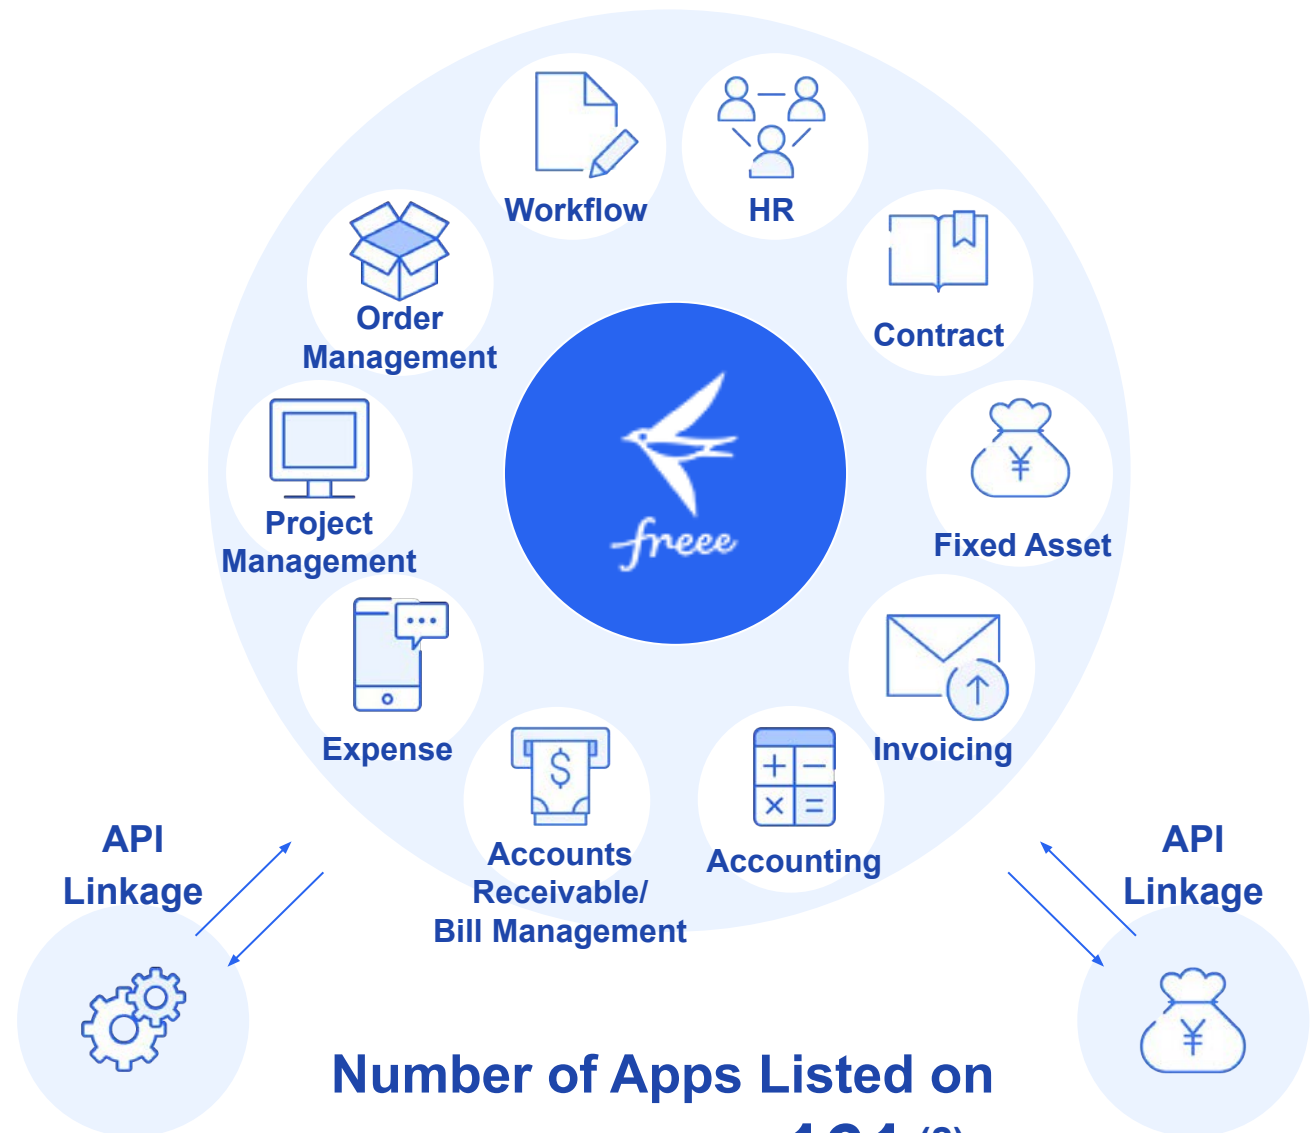 Workflow
HR
Order
Management
Contract
freee
Project
Management
Fixed Asset
Expense
Invoicing
Accounts
Receivable/
Bill Management
Accounting
API
Linkage
API
Linkage
Number of Apps Listed on